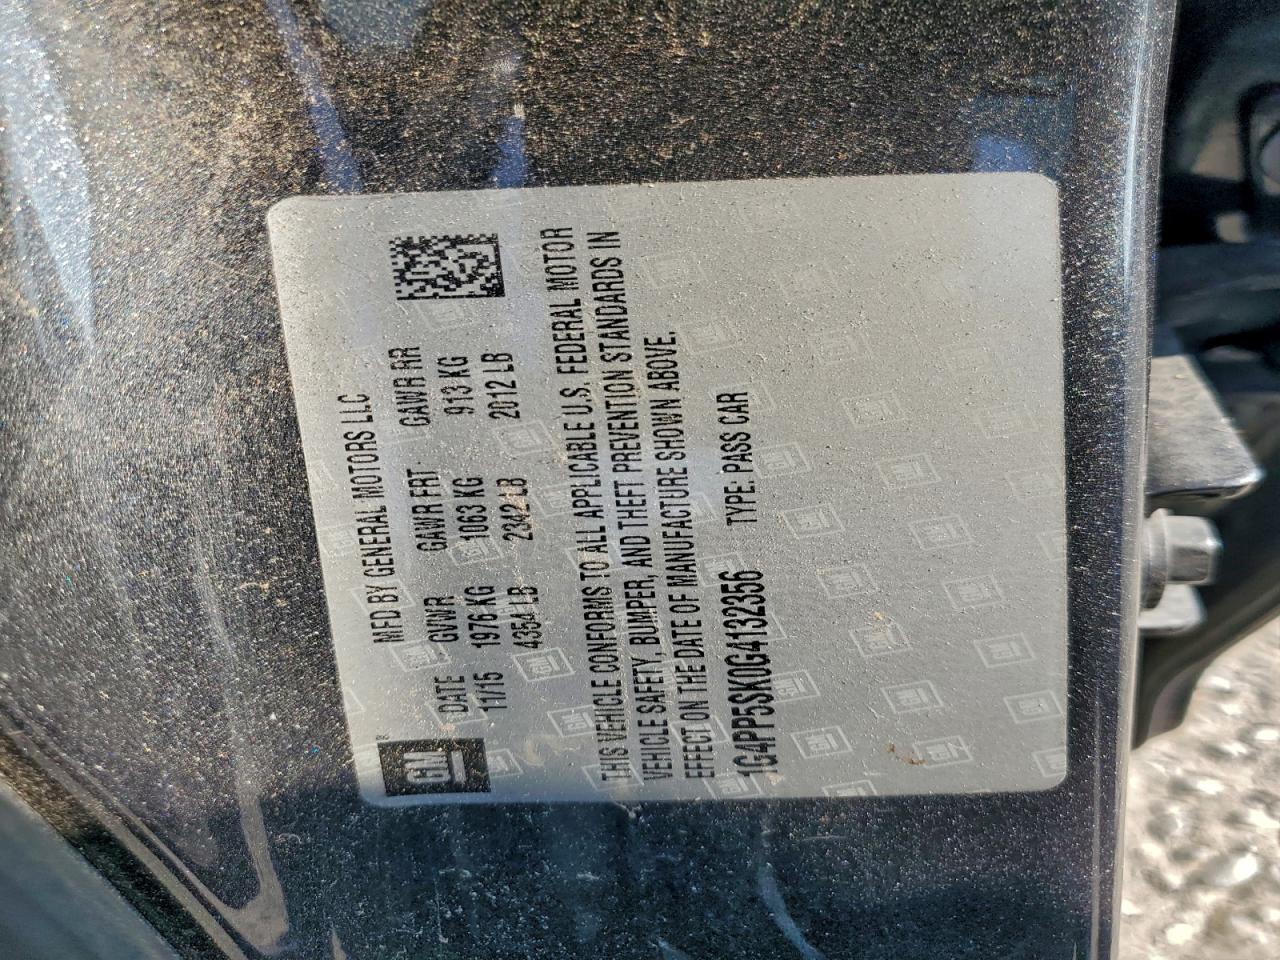 GM
MFD BY GENERAL MOTORS LLC
DATE GVWR GAWR FRT GAWR RR
11/15 1976 KG 1063 KG 913 KG
4354 LB 2342 LB 2012 LB
THIS VEHICLE CONFORMS TO ALL APPLICABLE U.S. FEDERAL MOTOR
VEHICLE SAFETY, BUMPER, AND THEFT PREVENTION STANDARDS IN
EFFECT ON THE DATE OF MANUFACTURE SHOWN ABOVE.
1G4PP5SK0G4132356 TYPE: PASS CAR